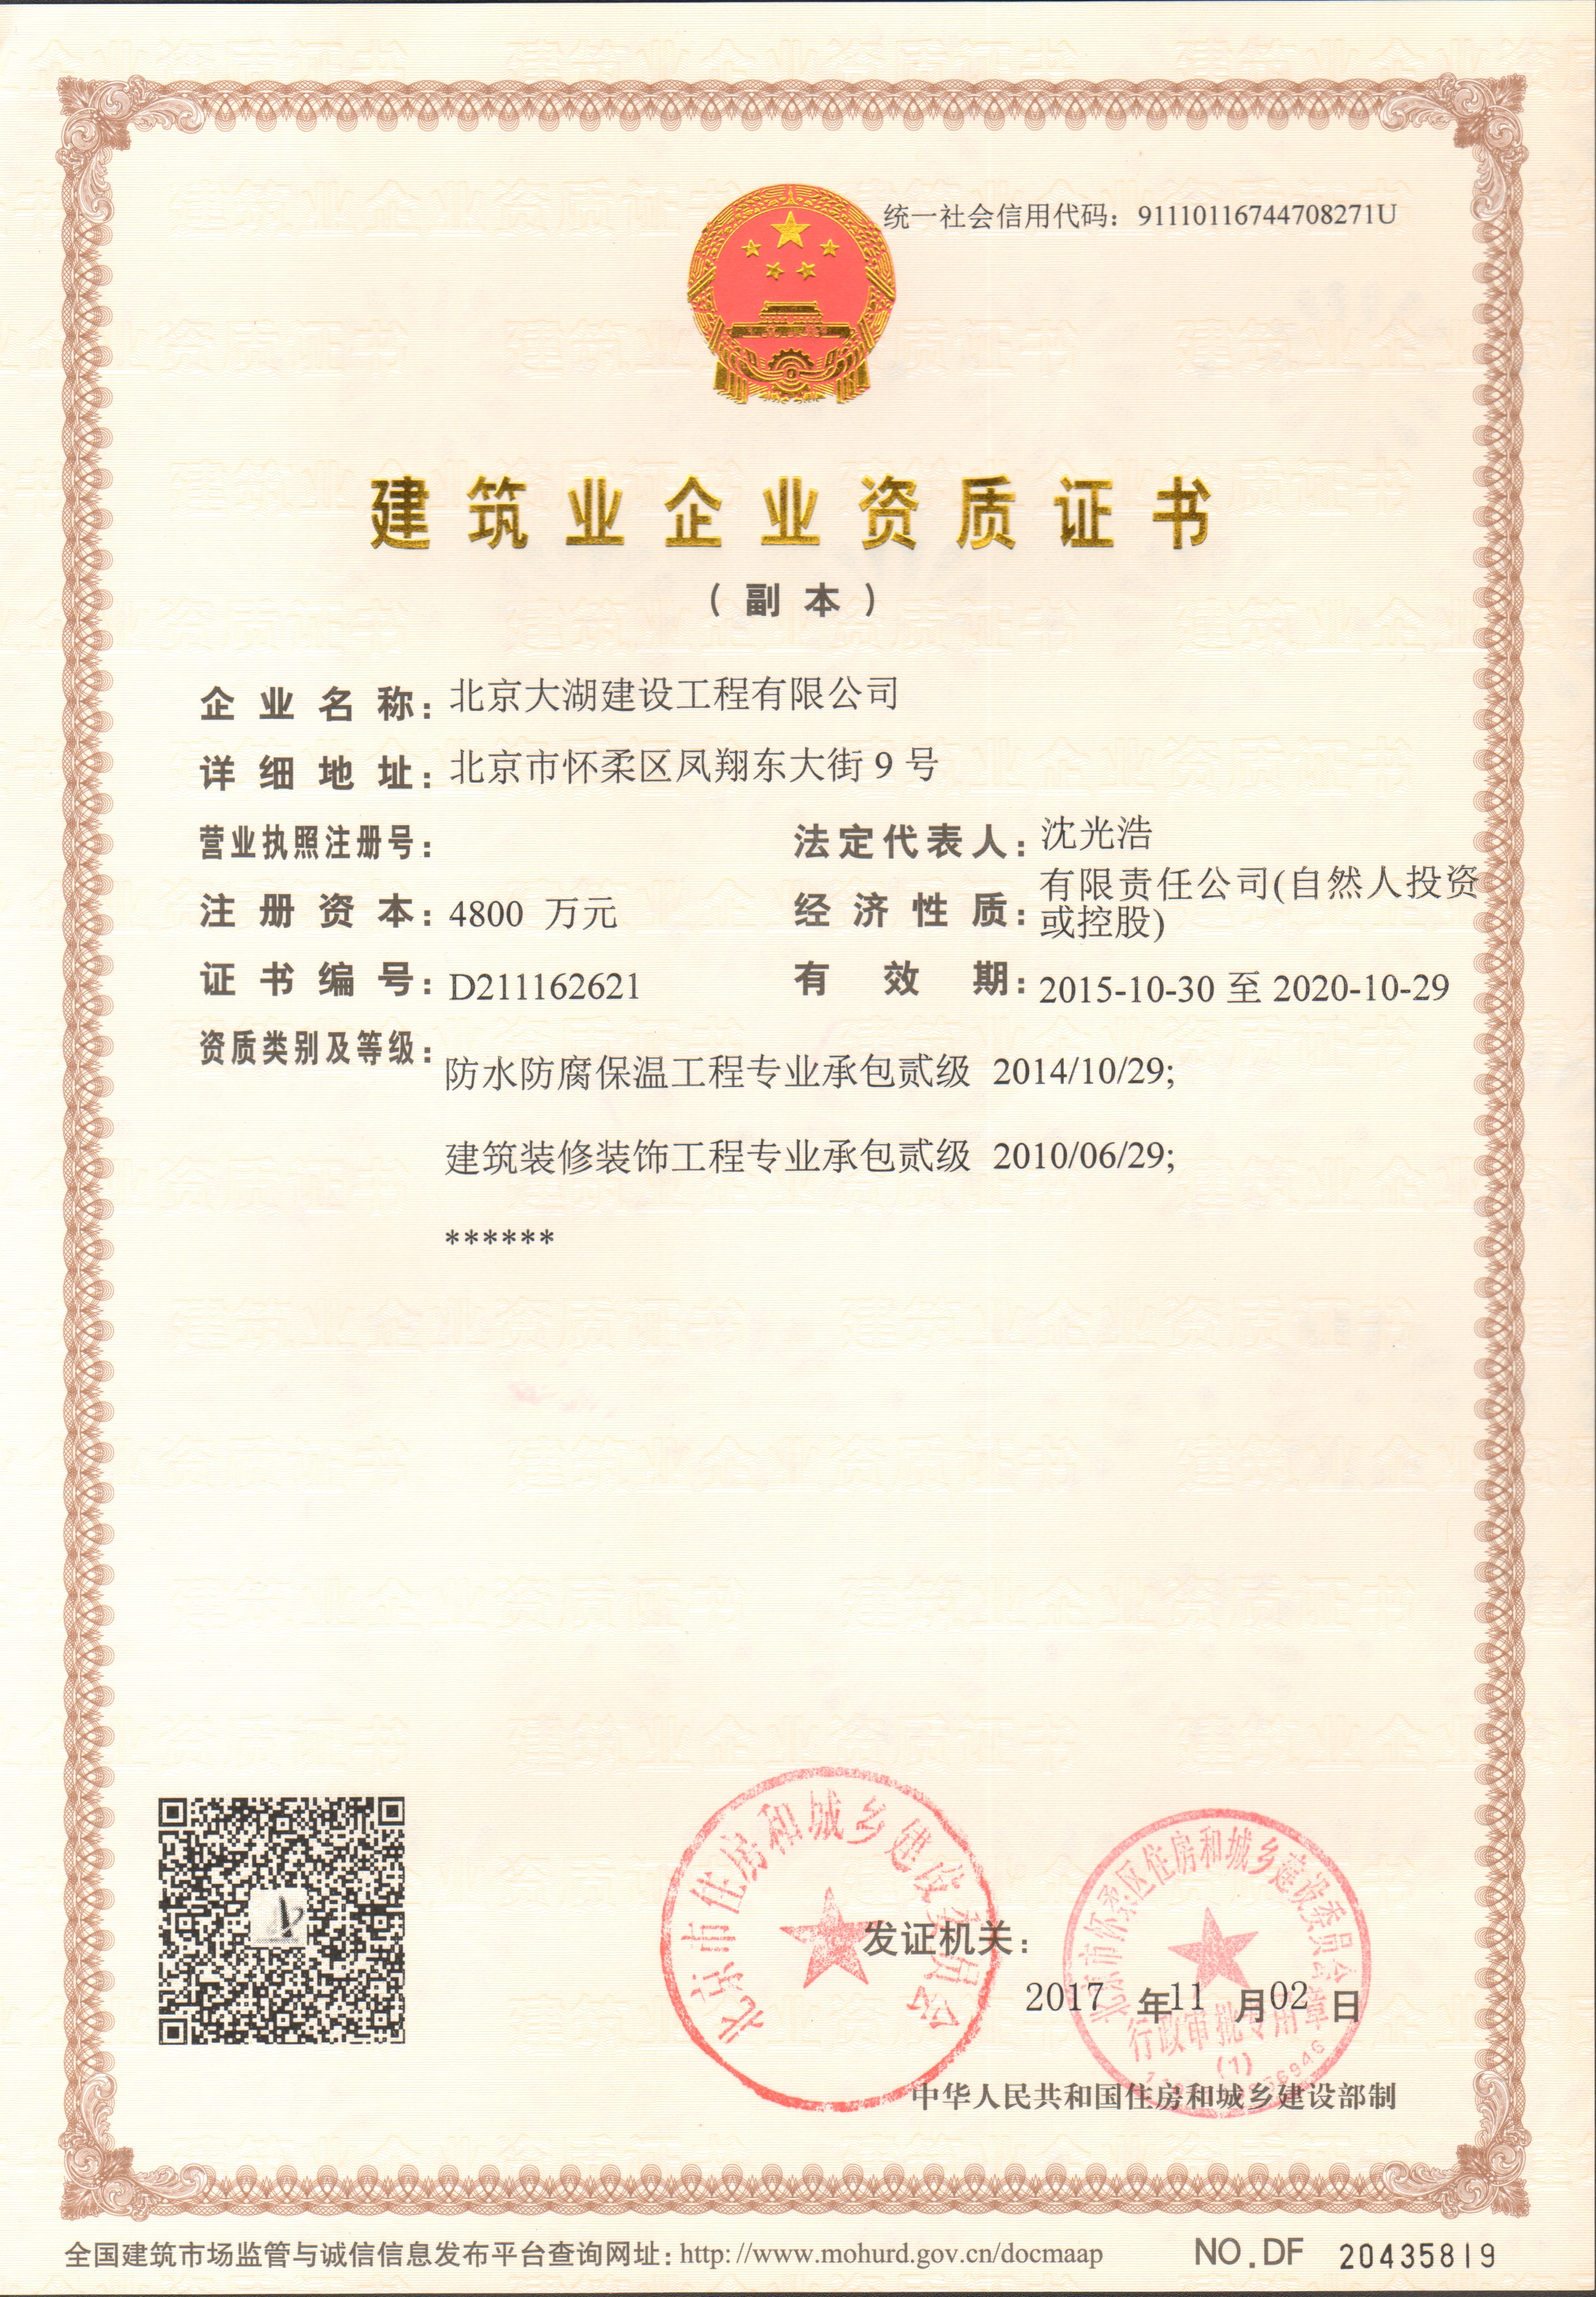 统一社会信用代码：91110116744708271U
建筑业企业资质证书
（副本）
企业名称：北京大湖建设工程有限公司
详细地址：北京市怀柔区凤翔东大街 9 号
营业执照注册号：
法定代表人：沈光浩
注册资本：4800 万元
经济性质：有限责任公司(自然人投资
或控股)
证书编号：D211162621
有效期：2015-10-30 至 2020-10-29
资质类别及等级：
防水防腐保温工程专业承包贰级 2014/10/29;
建筑装修装饰工程专业承包贰级 2010/06/29;
******
北京市住房和城乡建设委员会
北京市怀柔区住房和城乡建设委员会
行政审批专用章
(1)
发证机关：
2017 年11 月02 日
中华人民共和国住房和城乡建设部制
全国建筑市场监管与诚信信息发布平台查询网址：http://www.mohurd.gov.cn/docmaap
NO.DF 20435819